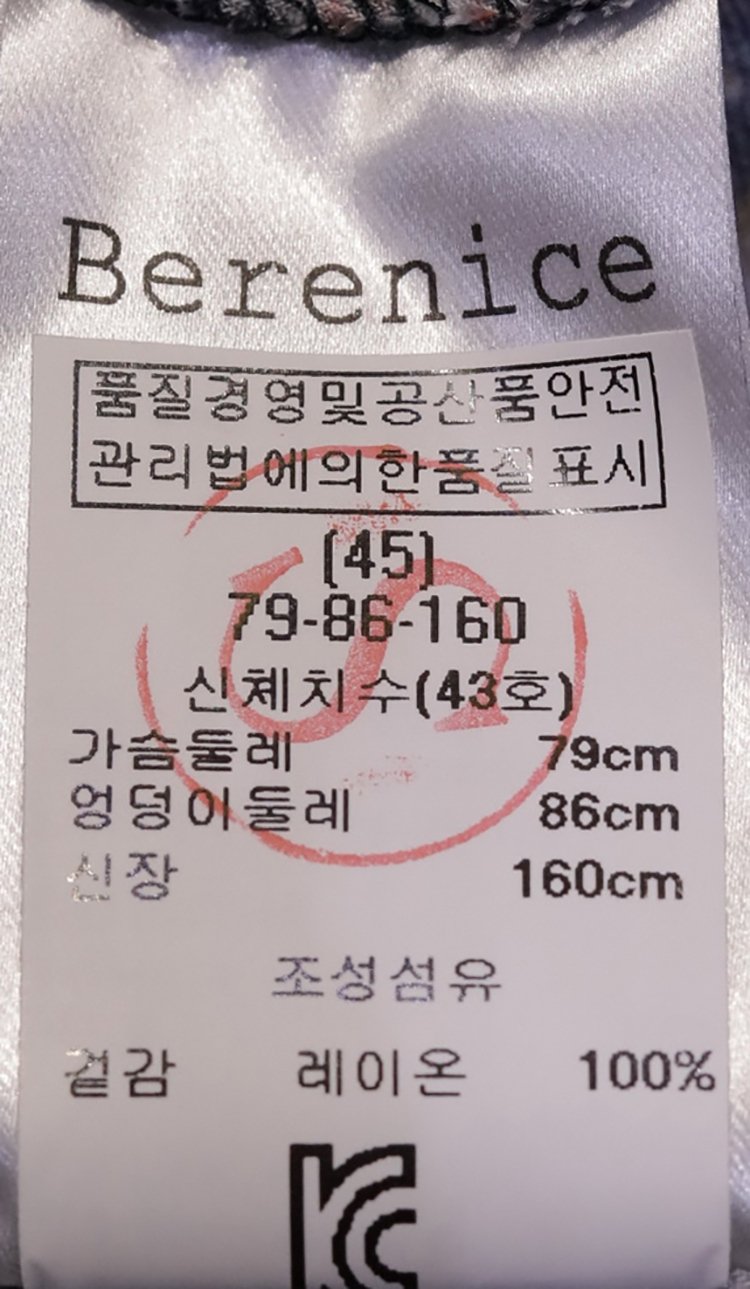 Berenice
품질경영및공산품안전
관리법에의한품질표시
(45)
79-86-160
신체치수(43호)
가슴둘레 79cm
엉덩이둘레 86cm
신장 160cm
조성섬유
겉감 레이온 100%